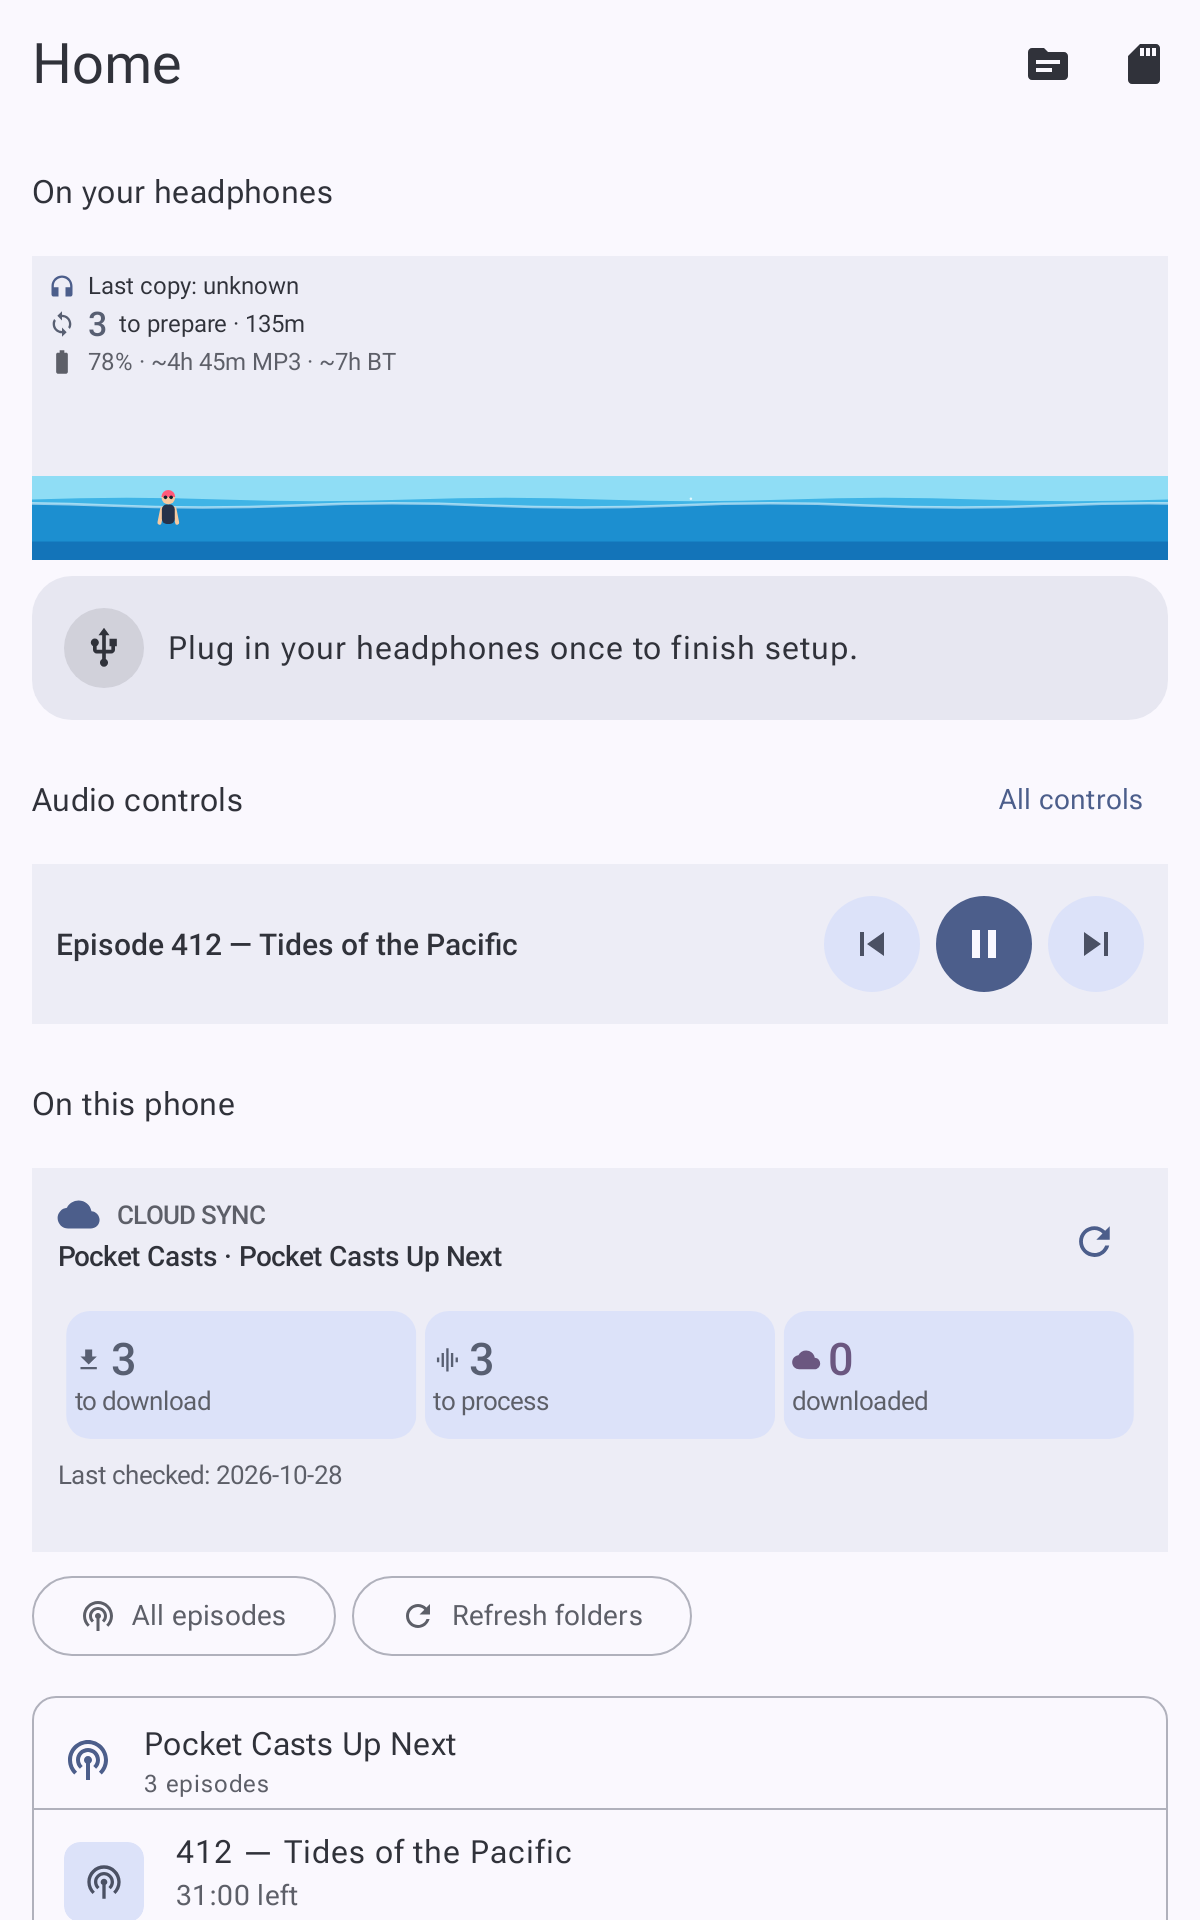 Home
On your headphones
Last copy: unknown
3 to prepare · 135m
78% · ~4h 45m MP3 · ~7h BT
Plug in your headphones once to finish setup.
Audio controls
All controls
Episode 412 — Tides of the Pacific
On this phone
CLOUD SYNC
Pocket Casts · Pocket Casts Up Next
3
to download
3
to process
0
downloaded
Last checked: 2026-10-28
All episodes
Refresh folders
Pocket Casts Up Next
3 episodes
412 — Tides of the Pacific
31:00 left